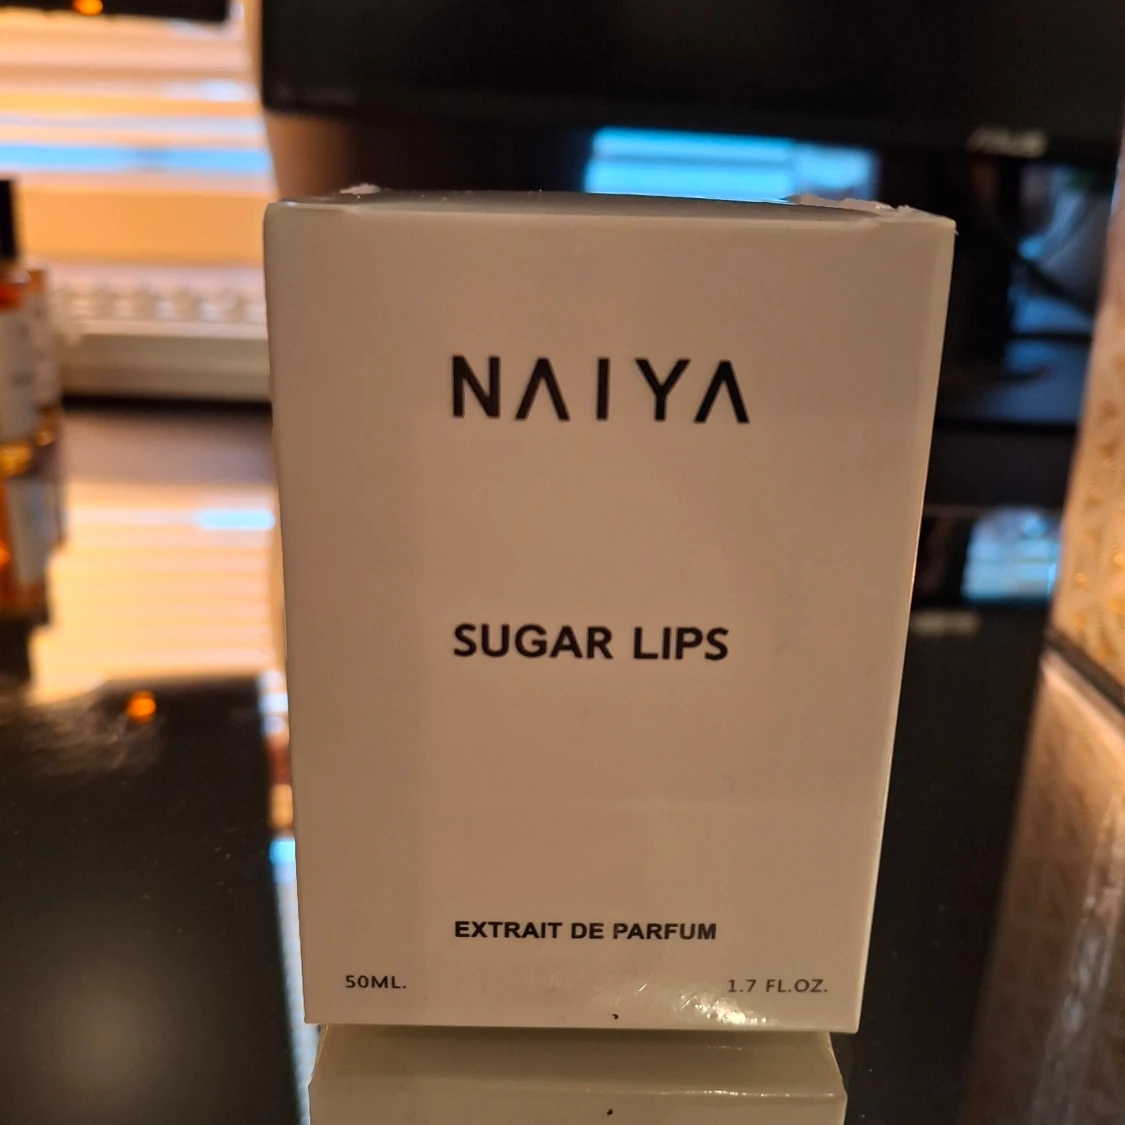 NAIYA
SUGAR LIPS
EXTRAIT DE PARFUM
50ML.
1.7 FL.OZ.